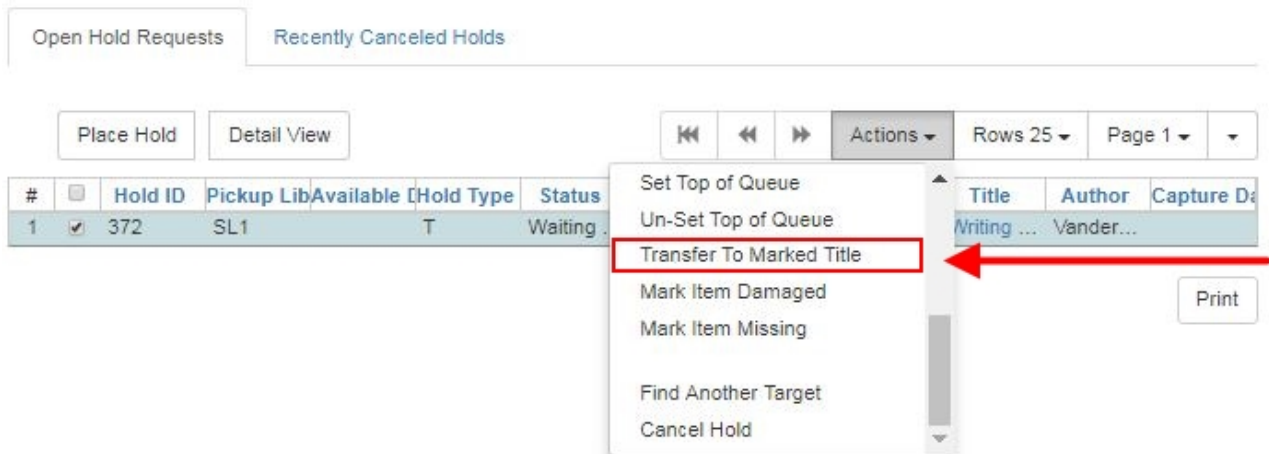 Open Hold Requests Recently Canceled Holds
Place Hold Detail View Actions Rows 25 Page 1
# Hold ID Pickup Lib Available D Hold Type Status Title Author Capture Da
1 372 SL1 T Waiting . Writing ... Vander...
Set Top of Queue
Un-Set Top of Queue
Transfer To Marked Title
Mark Item Damaged
Print
Mark Item Missing
Find Another Target
Cancel Hold